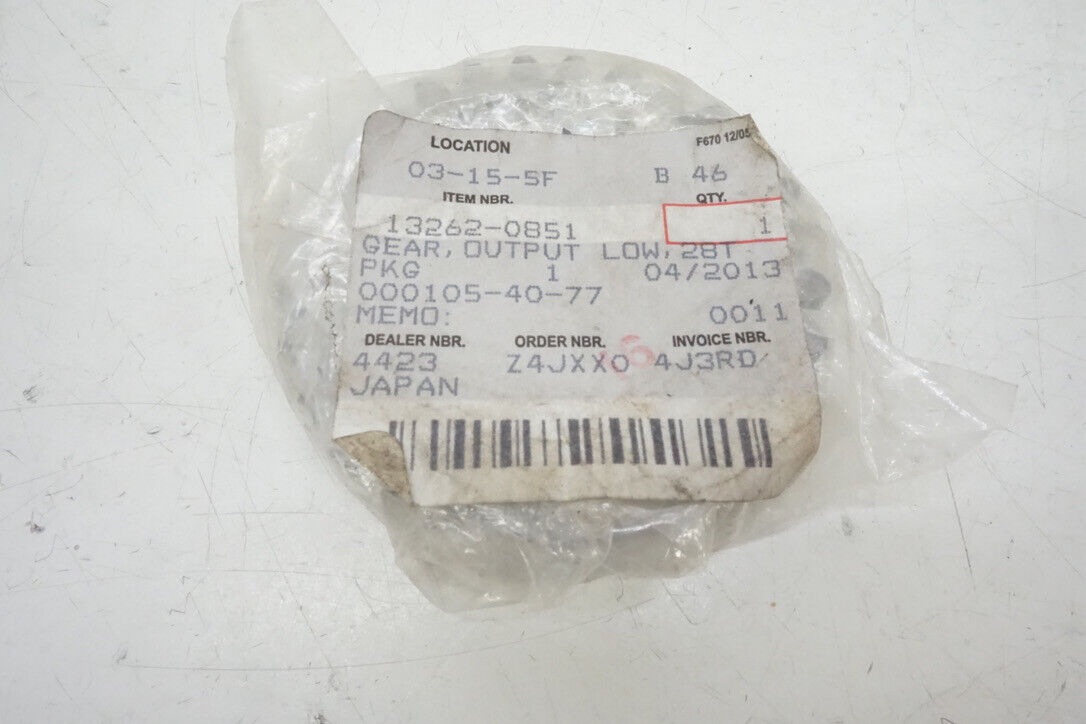 LOCATION F670 12/05
03-15-5F B 46
ITEM NBR. QTY.
13262-0851 1
GEAR, OUTPUT LOW, 28T
PKG 1 04/2013
000105-40-77
MEMO: 0011
DEALER NBR. ORDER NBR. INVOICE NBR.
4423 Z4JXX0 4J3RD
JAPAN